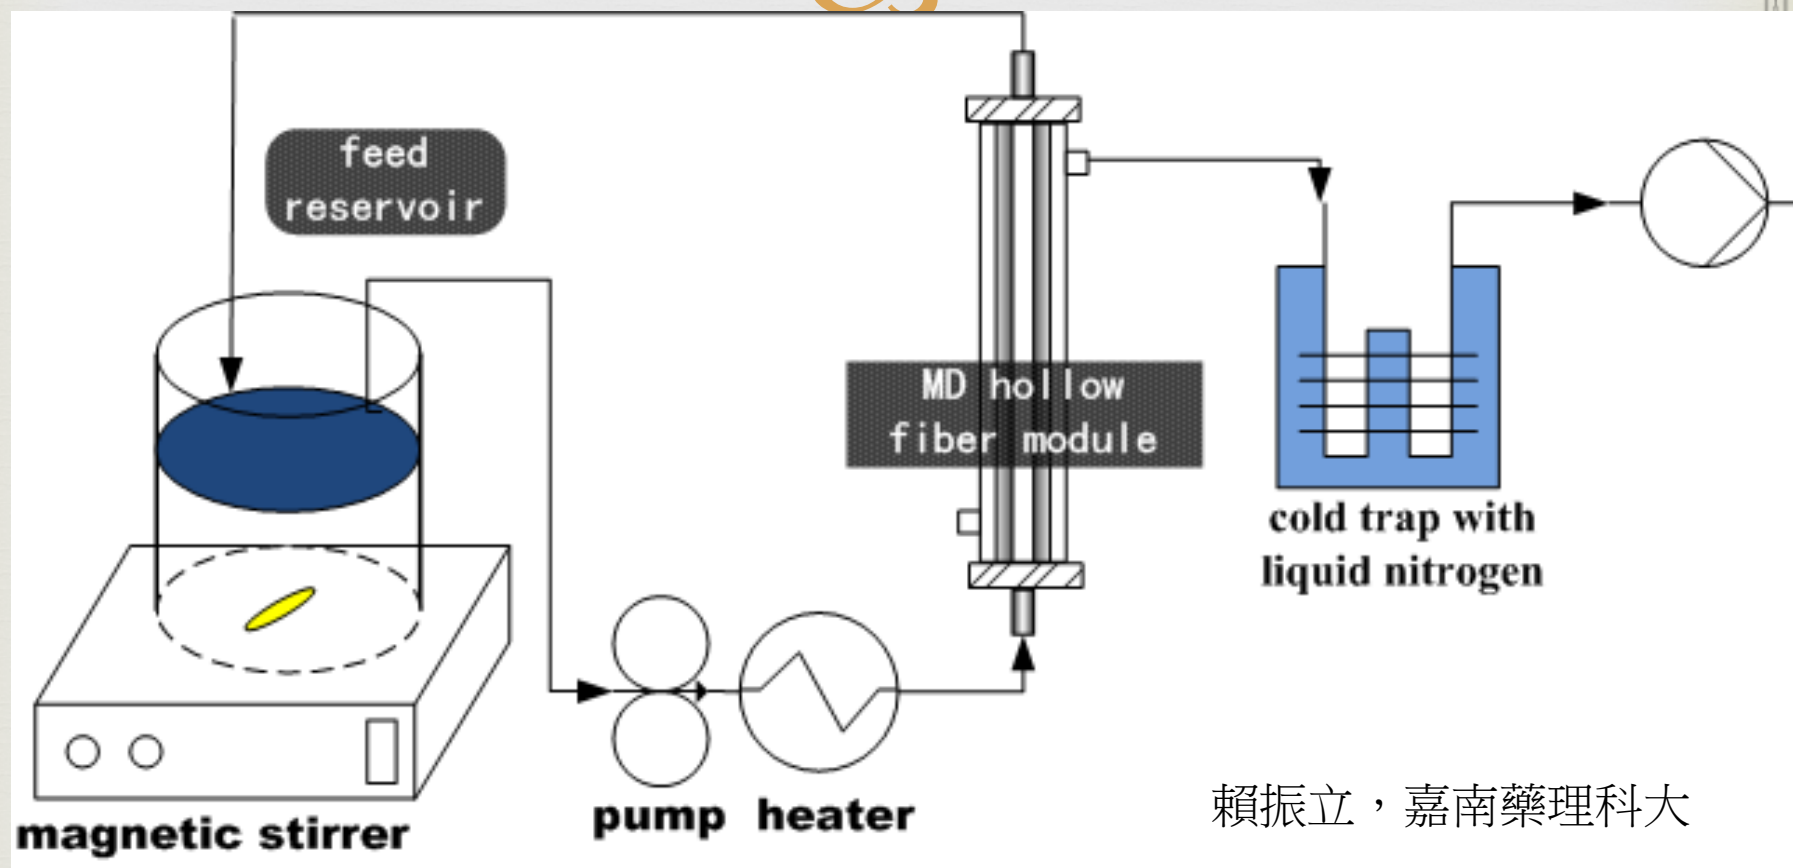 feed
reservoir
MD hollow
fiber module
cold trap with
liquid nitrogen
pump
heater
magnetic stirrer
賴振立，嘉南藥理科大